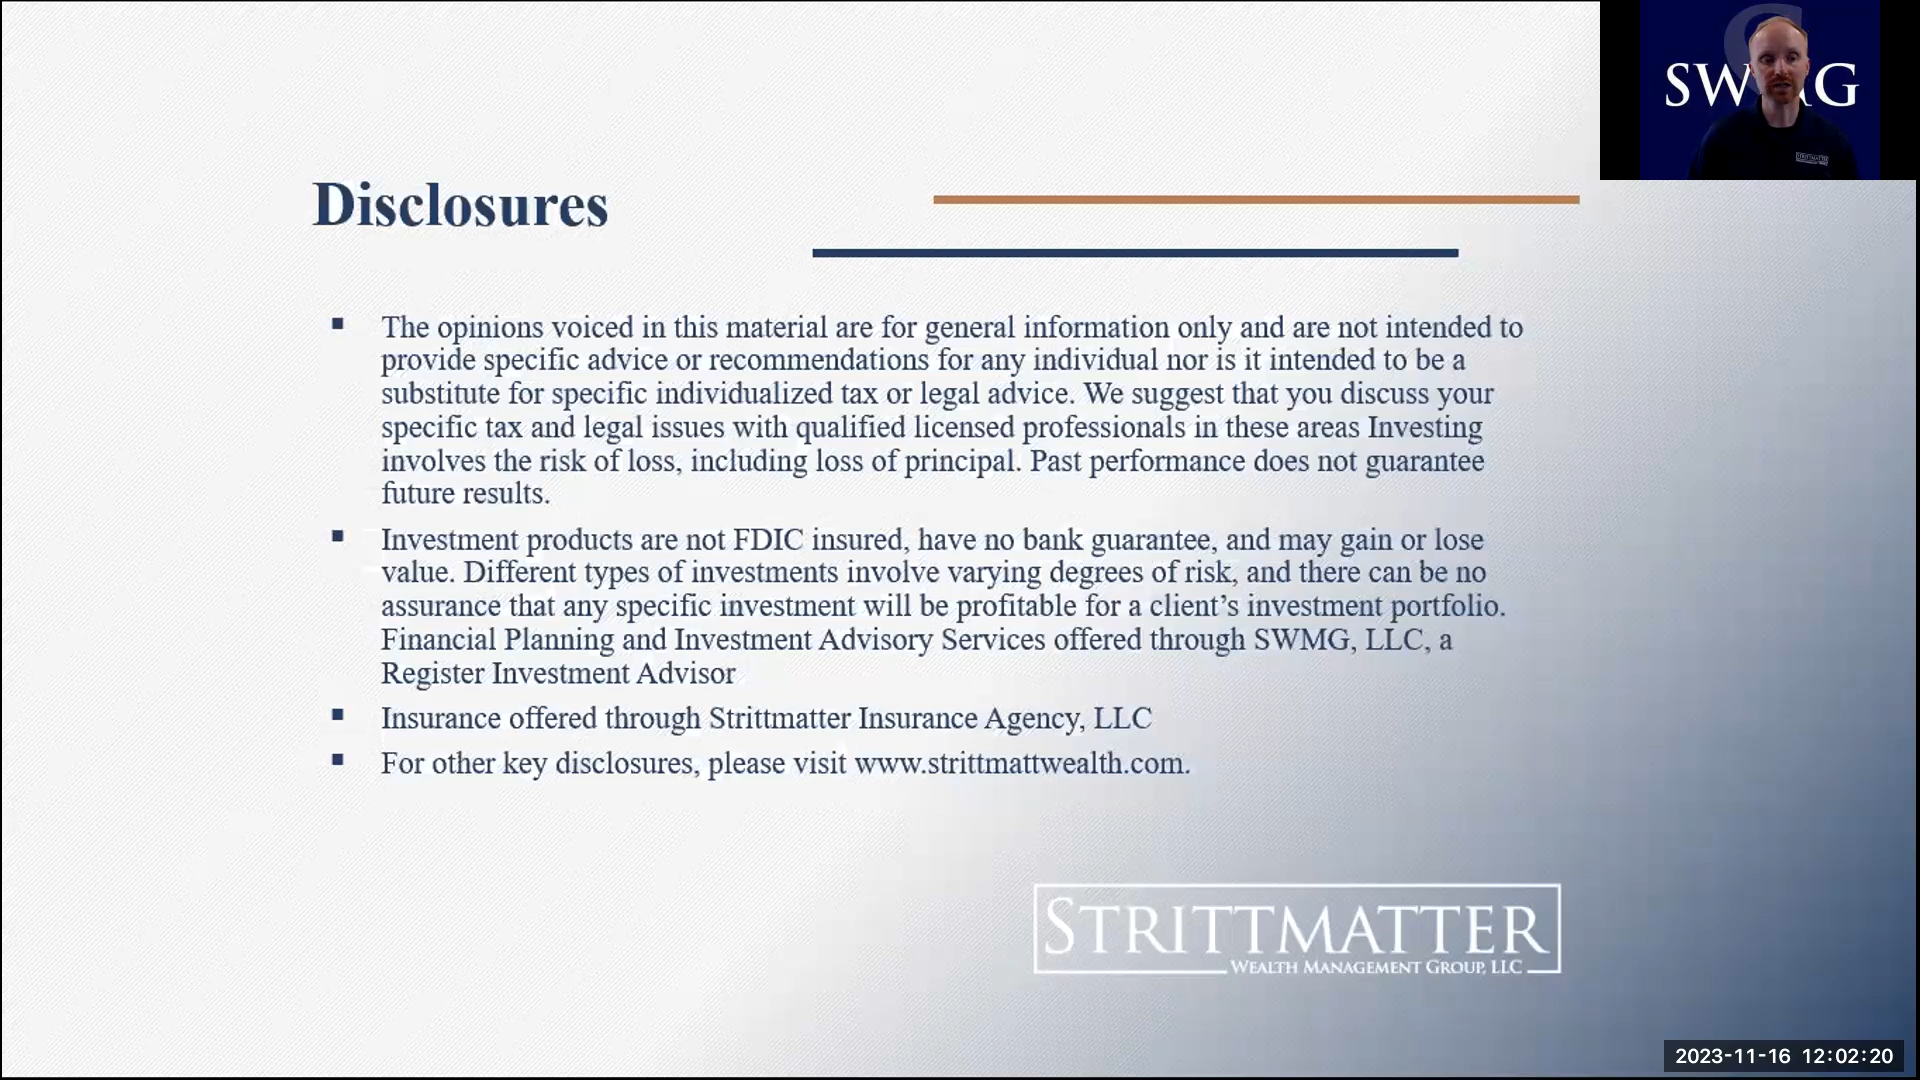 SW G
STRITTMATTER
Disclosures
The opinions voiced in this material are for general information only and are not intended to
provide specific advice or recommendations for any individual nor is it intended to be a
substitute for specific individualized tax or legal advice. We suggest that you discuss your
specific tax and legal issues with qualified licensed professionals in these areas Investing
involves the risk of loss, including loss of principal. Past performance does not guarantee
future results.
Investment products are not FDIC insured, have no bank guarantee, and may gain or lose
value. Different types of investments involve varying degrees of risk, and there can be no
assurance that any specific investment will be profitable for a client’s investment portfolio.
Financial Planning and Investment Advisory Services offered through SWMG, LLC, a
Register Investment Advisor
Insurance offered through Strittmatter Insurance Agency, LLC
For other key disclosures, please visit www.strittmattwealth.com.
STRITTMATTER
WEALTH MANAGEMENT GROUP, LLC
2023-11-16 12:02:20